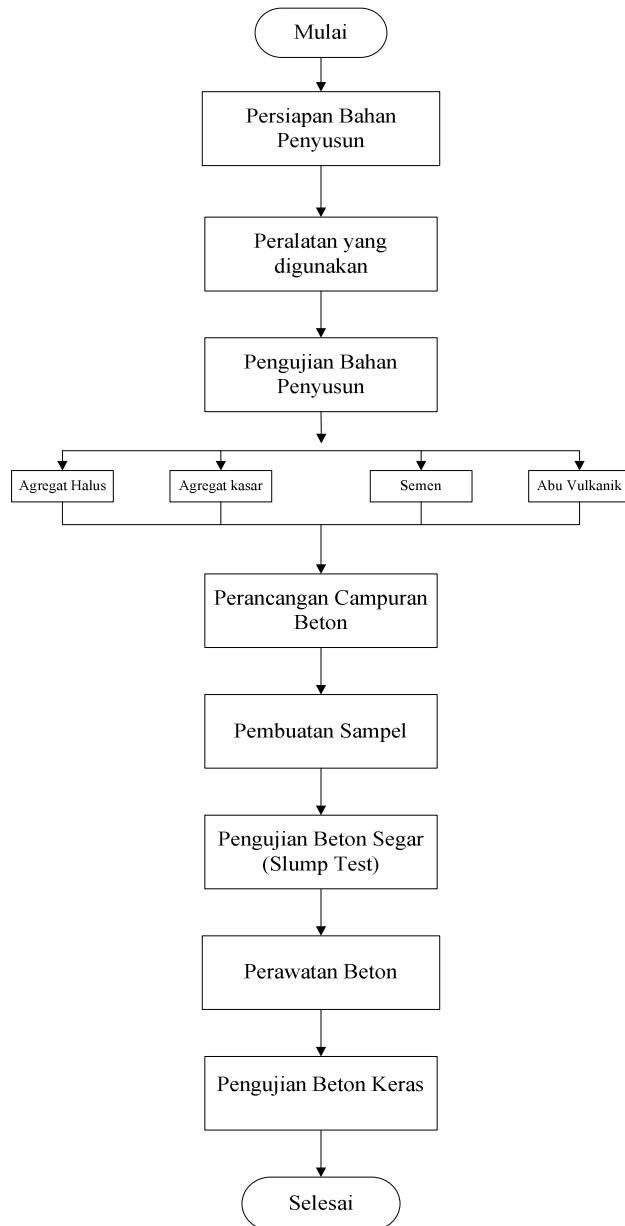 Mulai
Persiapan Bahan
Penyusun
Peralatan yang
digunakan
Pengujian Bahan
Penyusun
Agregat Halus
Agregat kasar
Semen
Abu Vulkanik
Perancangan Campuran
Beton
Pembuatan Sampel
Pengujian Beton Segar
(Slump Test)
Perawatan Beton
Pengujian Beton Keras
Selesai